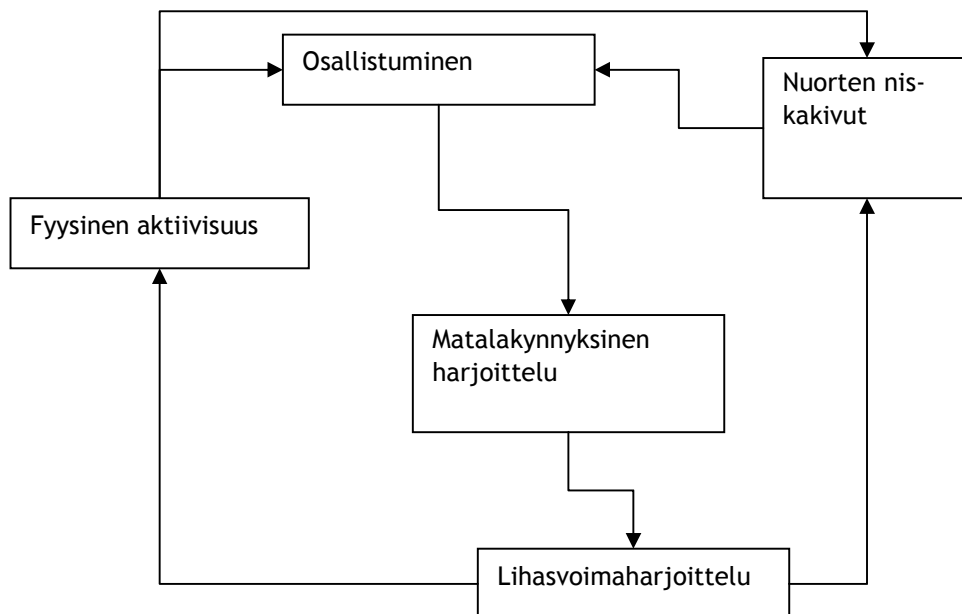 Osallistuminen
Nuorten nis-
kakivut
Fyysinen aktiivisuus
Matalakynnyksinen
harjoittelu
Lihasvoimaharjoittelu